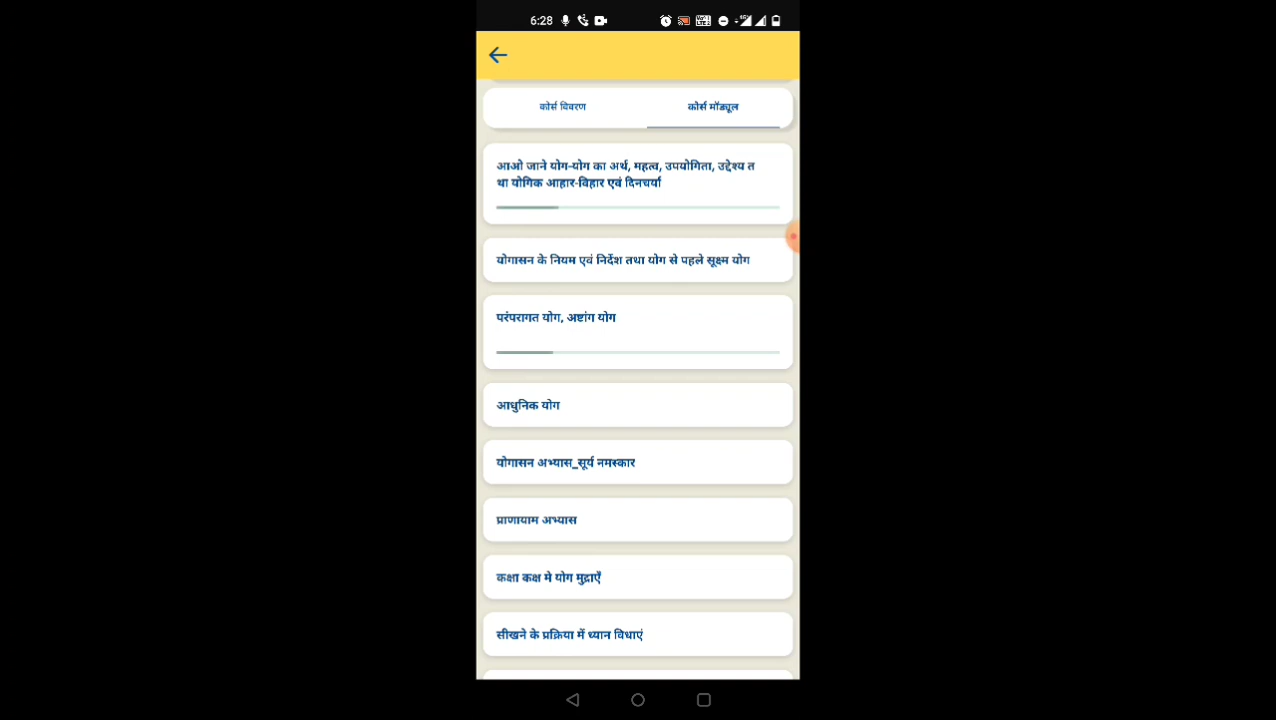 6:28
कोर्स विवरण
कोर्स मॉड्यूल
आओ जाने योग-योग का अर्थ, महत्व, उपयोगिता, उद्देश्य त
था योगिक आहार-विहार एवं दिनचर्या
योगासन के नियम एवं निर्देश तथा योग से पहले सूक्ष्म योग
परंपरागत योग, अष्टांग योग
आधुनिक योग
योगासन अभ्यास_सूर्य नमस्कार
प्राणायाम अभ्यास
कक्षा कक्ष मे योग मुद्राएँ
सीखने के प्रक्रिया में ध्यान विधाएं